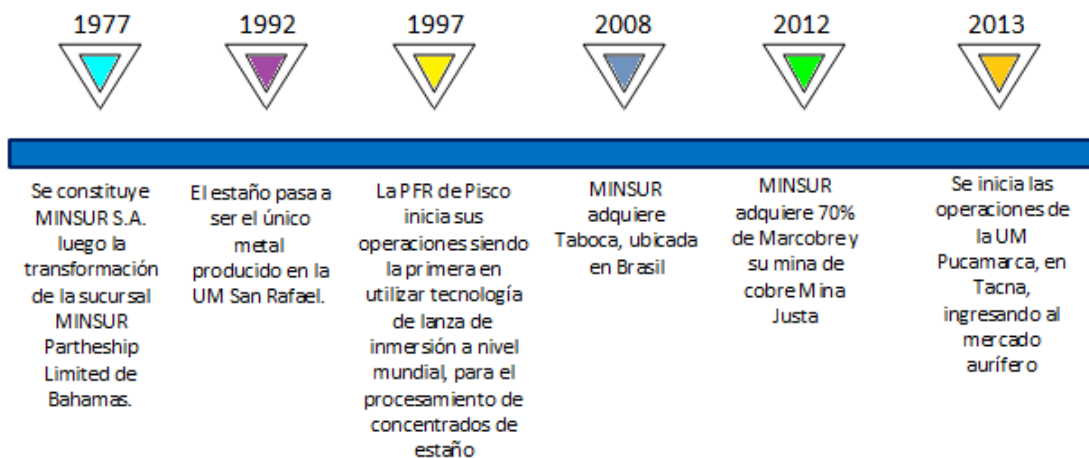 1977
1992
1997
2008
2012
2013
Se constituye
MINSUR S.A.
luego la
transformación
de la sucursal
MINSUR
Partheship
Limited de
Bahamas.
El estaño pasa a
ser el único
metal
producido en la
UM San Rafael.
La PFR de Pisco
inicia sus
operaciones siendo
la primera en
utilizar tecnología
de lanza de
inmersión a nivel
mundial, para el
procesamiento de
concentrados de
estaño
MINSUR
adquiere
Taboca, ubicada
en Brasil
MINSUR
adquiere 70%
de Marcobre y
su mina de
cobre Mina
Justa
Se inicia las
operaciones de
la UM
Pucamarca, en
Tacna,
ingresando al
mercado
aurífero